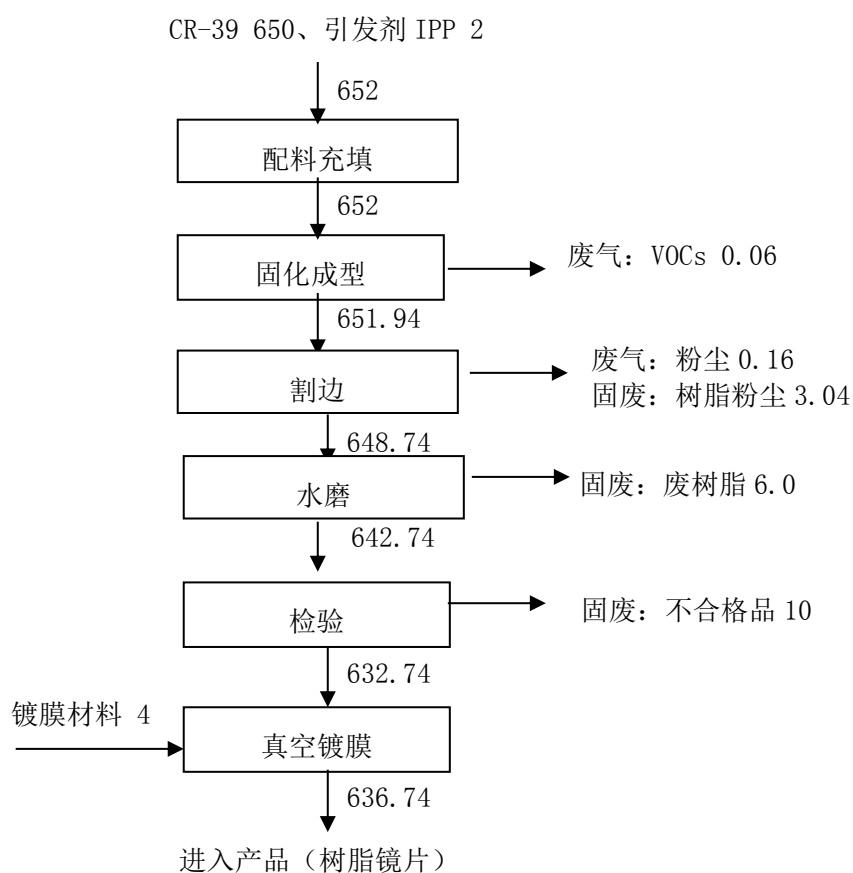 CR-39 650、引发剂 IPP 2
652
配料充填
652
固化成型
废气：VOCs 0.06
651.94
割边
废气：粉尘 0.16
固废：树脂粉尘 3.04
648.74
水磨
固废：废树脂 6.0
642.74
检验
固废：不合格品 10
632.74
镀膜材料 4
真空镀膜
636.74
进入产品（树脂镜片）